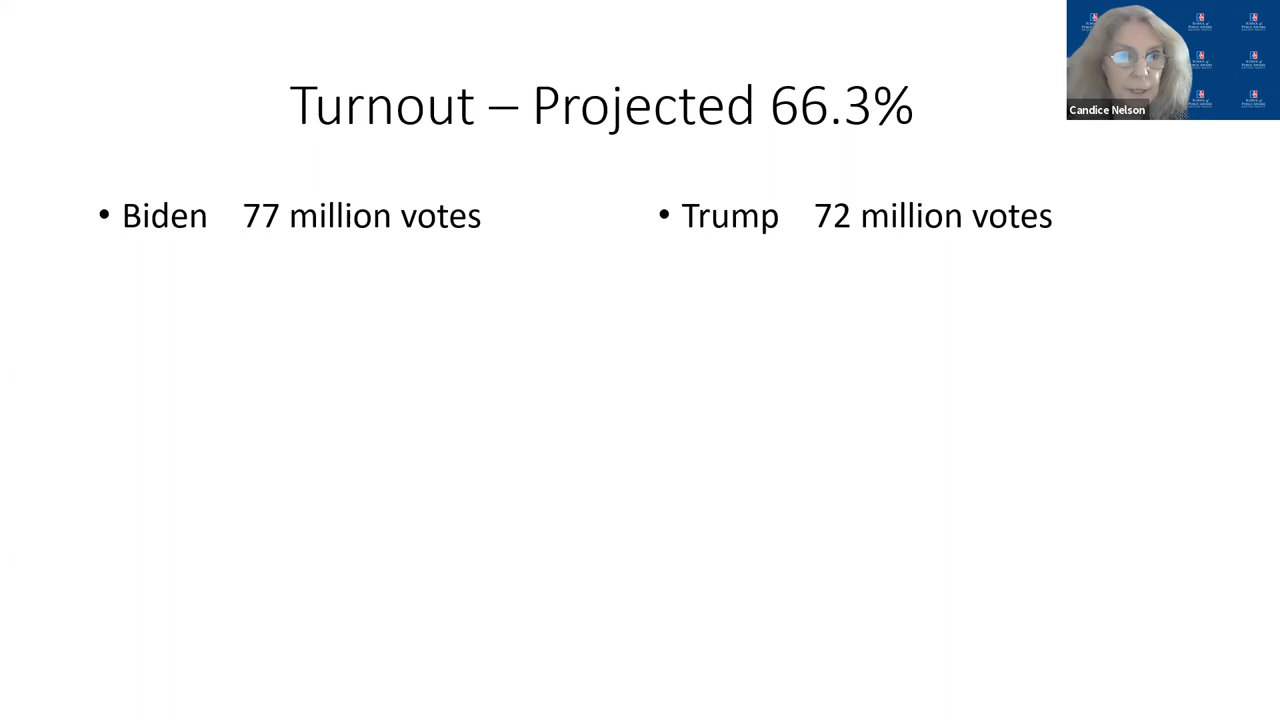 Turnout – Projected 66.3%
• Biden 77 million votes
• Trump 72 million votes
Candice Nelson